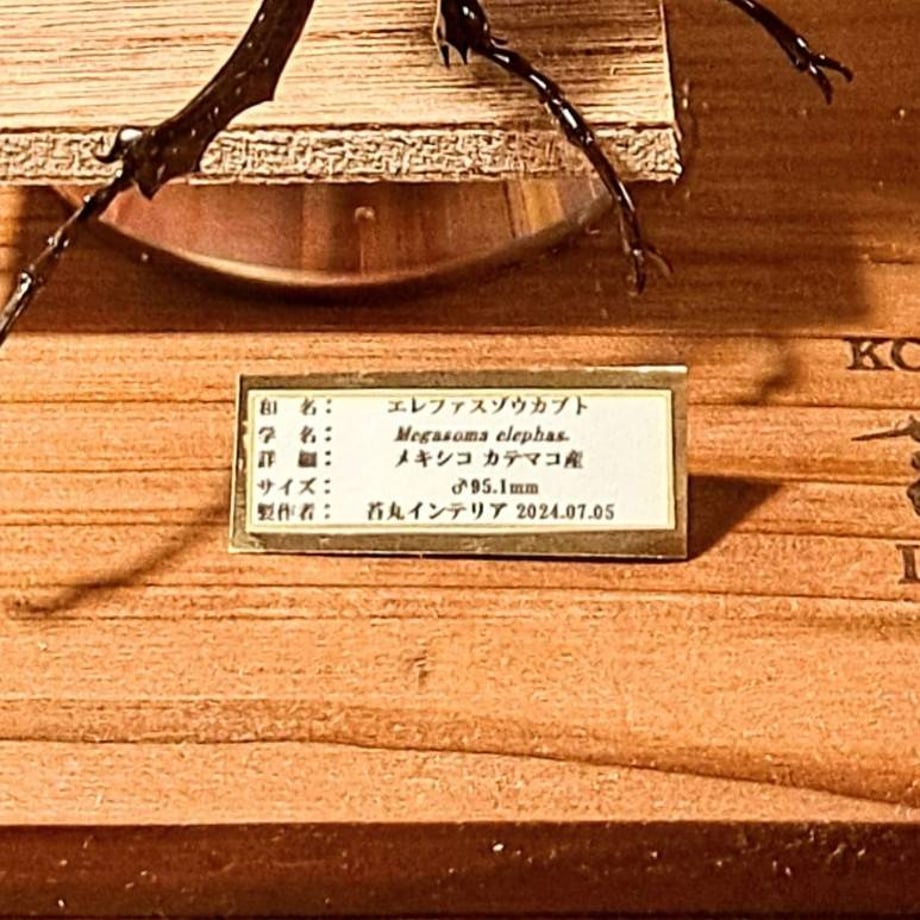 和　名： エレファスゾウカブト
学　名： Megasoma elephas.
詳　細： メキシコ カテマコ産
サイズ： ♂95.1mm
製作者： 苔丸インテリア 2024.07.05
KO